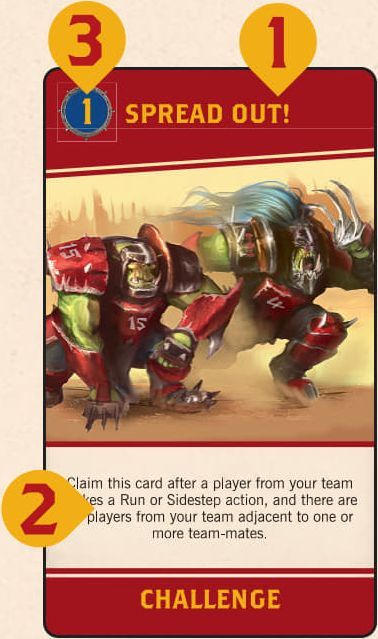 3
1
1 SPREAD OUT!
15
15
4
2
Claim this card after a player from your team
a Run or Sidestep action, and there are
players from your team adjacent to one or
more team-mates.
CHALLENGE